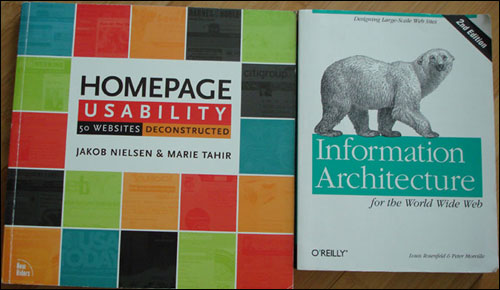 HOMEPAGE
USABILITY
50 WEBSITES DECONSTRUCTED
JAKOB NIELSEN & MARIE TAHIR
citigroup
New
Riders
Designing Large-Scale Web Sites
2nd Edition
Information
Architecture
for the World Wide Web
O'REILLY
Louis Rosenfeld & Peter Morville